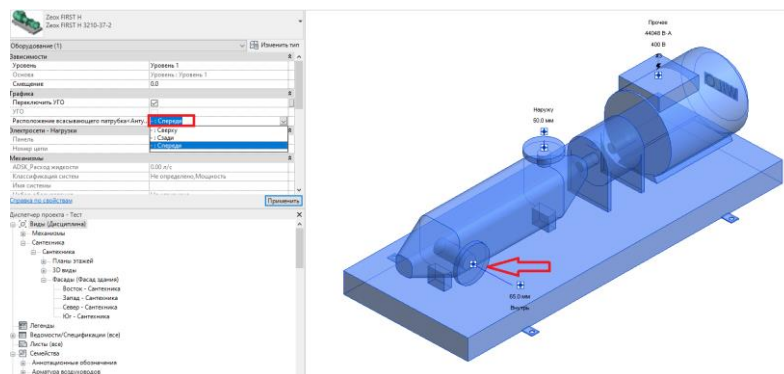 Zeox FIRST H
Zeox FIRST H 3210-37-2
Оборудование (1)
Изменить тип
Зависимости
Уровень
Уровень 1
Основа
Уровень : Уровень 1
Смещение
0.0
Графика
Переключить УГО
УГО
Расположение всасывающего патрубка<Анту...
- : Спереди
- : Сверху
- : Сзади
- : Спереди
Электросети - Нагрузки
Панель
Номер цепи
Механизмы
ADSK_Расход жидкости
0.00 л/с
Классификация систем
Не определено,Мощность
Имя системы
Справка по свойствам
Применить
Диспетчер проекта - Тест
Виды (Дисциплина)
Механизмы
Сантехника
Сантехника
Планы этажей
3D виды
Фасады (Фасад здания)
Восток - Сантехника
Запад - Сантехника
Север - Сантехника
Юг - Сантехника
Легенды
Ведомости/Спецификации (все)
Листы (все)
Семейства
Аннотационные обозначения
Арматура воздуховодов
Прочее
44046 В-А
400 В
Наружу
50.0 мм
65.0 мм
Внутрь